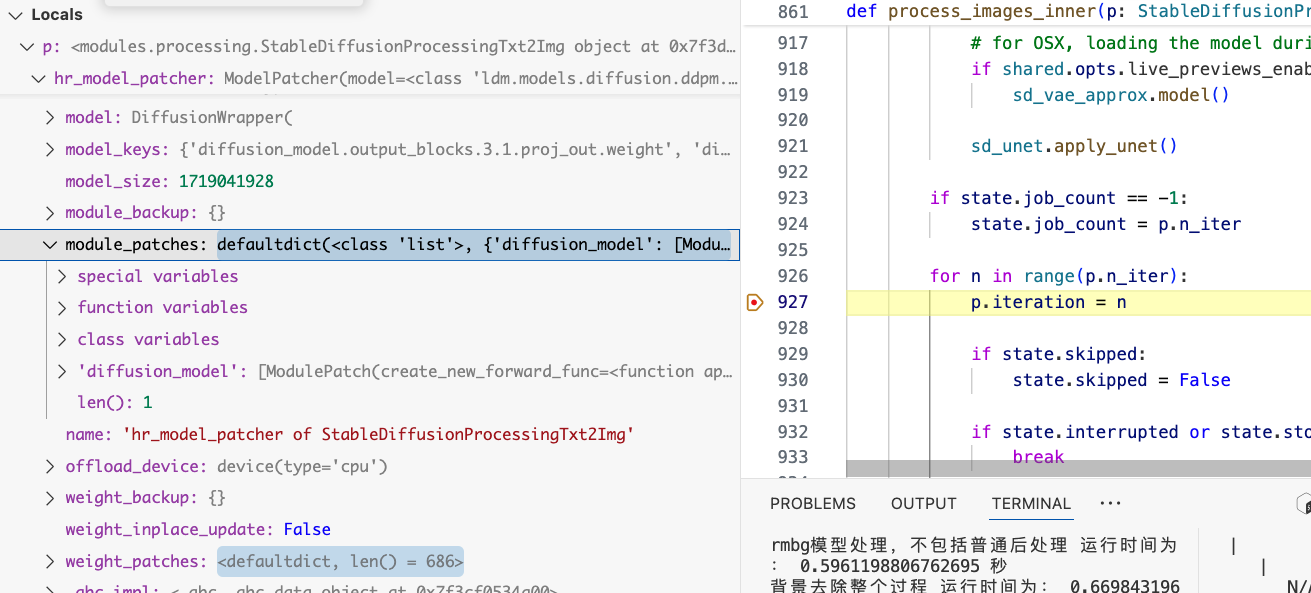 Locals
p: <modules.processing.StableDiffusionProcessingTxt2Img object at 0x7f3d…
hr_model_patcher: ModelPatcher(model=<class 'ldm.models.diffusion.ddpm.…
model: DiffusionWrapper(
model_keys: {'diffusion_model.output_blocks.3.1.proj_out.weight', 'di…
model_size: 1719041928
module_backup: {}
module_patches: defaultdict(<class 'list'>, {'diffusion_model': [Modu…
special variables
function variables
class variables
'diffusion_model': [ModulePatch(create_new_forward_func=<function ap…
len(): 1
name: 'hr_model_patcher of StableDiffusionProcessingTxt2Img'
offload_device: device(type='cpu')
weight_backup: {}
weight_inplace_update: False
weight_patches: <defaultdict, len() = 686>
861 def process_images_inner(p: StableDiffusionPr
917 # for OSX, loading the model duri
918 if shared.opts.live_previews_enab
919 sd_vae_approx.model()
920
921 sd_unet.apply_unet()
922
923 if state.job_count == -1:
924 state.job_count = p.n_iter
925
926 for n in range(p.n_iter):
927 p.iteration = n
928
929 if state.skipped:
930 state.skipped = False
931
932 if state.interrupted or state.sto
933 break
PROBLEMS OUTPUT TERMINAL ···
rmbg模型处理，不包括普通后处理 运行时间为 |
： 0.5961198806762695 秒 |
背景去除整个过程 运行时间为： 0.669843196 N/